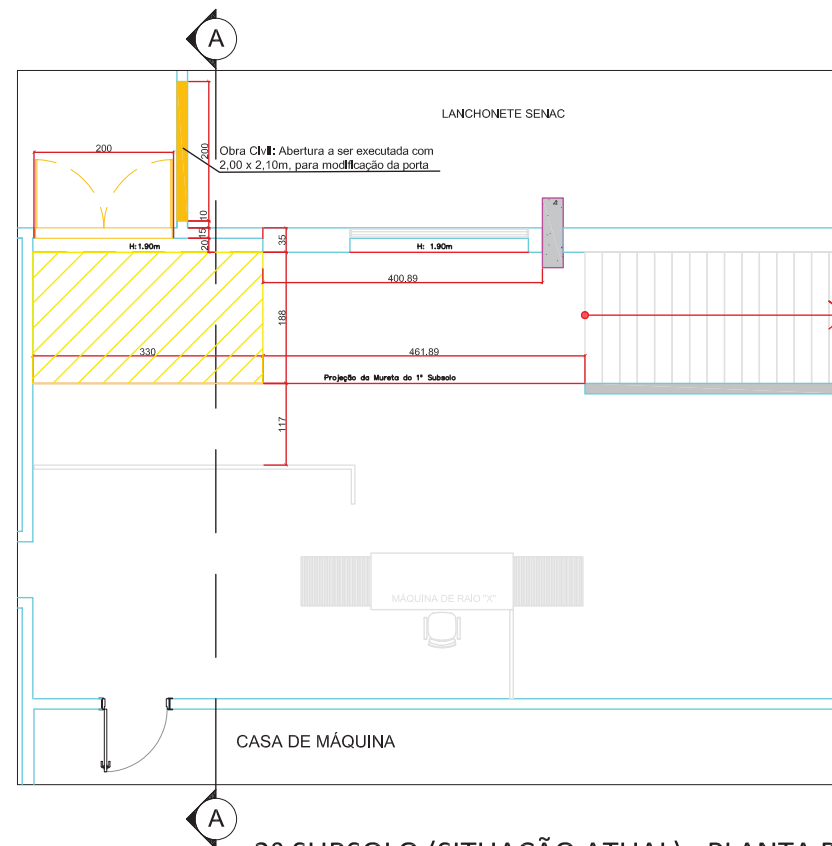 A
LANCHONETE SENAC
200
200
Obra Civil: Abertura a ser executada com
2,00 x 2,10m, para modificação da porta
10
15
20
35
H:1.90m
H: 1.90m
400.89
188
330
461.89
Projeção da Mureta do 1° Subsolo
117
MÁQUINA DE RAIO "X"
CASA DE MÁQUINA
A